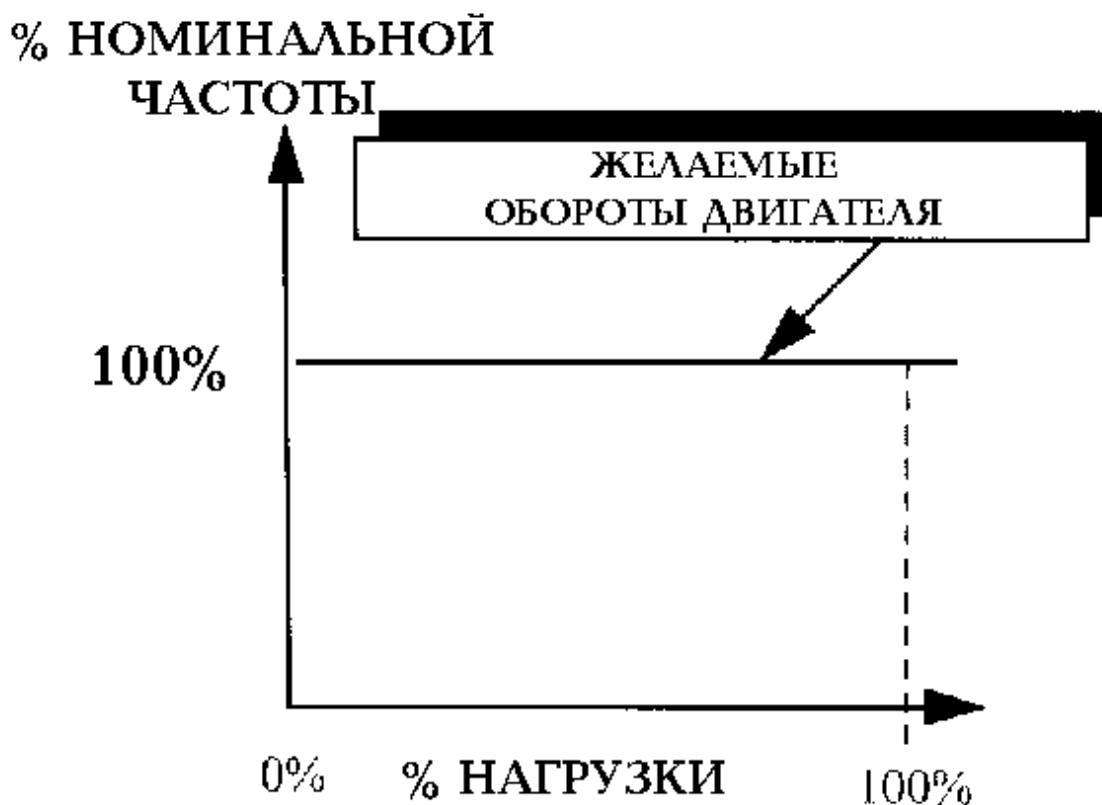 % НОМИНАЛЬНОЙ
ЧАСТОТЫ
ЖЕЛАЕМЫЕ
ОБОРОТЫ ДВИГАТЕЛЯ
100%
0%
% НАГРУЗКИ
100%